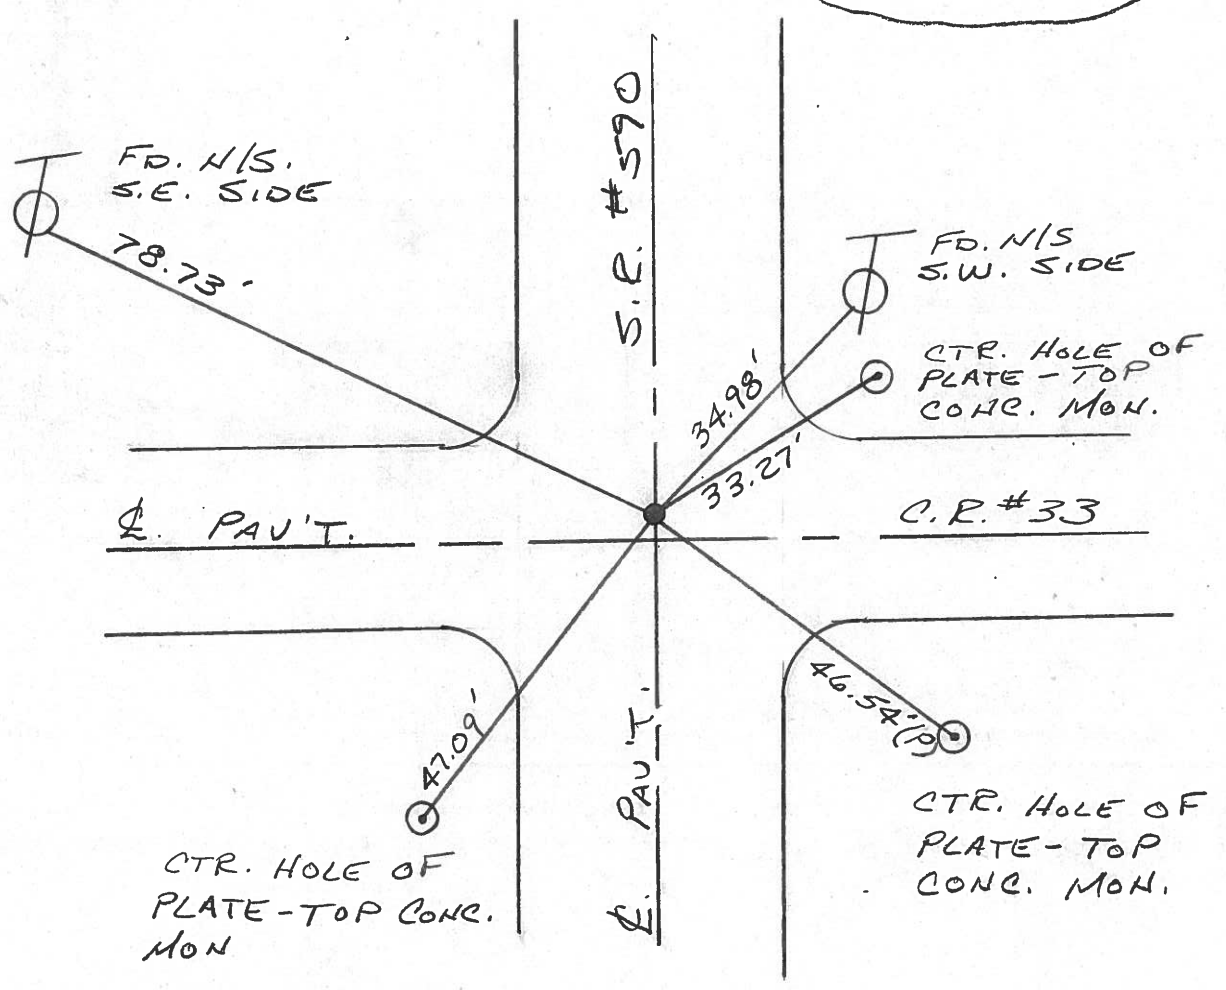 FD. N/S.
S.E. SIDE
78.73'
S.R. #590
FD. N/S
S.W. SIDE
CTR. HOLE OF
PLATE - TOP
CONC. MON.
34.98'
33.27'
℄. PAV'T.
C.R. #33
46.54'(P)
47.09'
℄. PAV'T.
CTR. HOLE OF
PLATE - TOP
CONC. MON.
CTR. HOLE OF
PLATE - TOP CONC.
MON